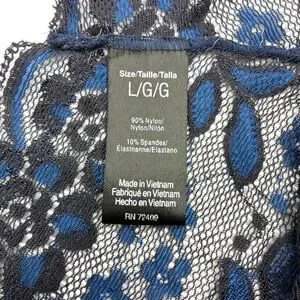 Size/Taille/Talla
L/G/G
90% Nylon/
Nylon/Nilón
10% Spandex/
Élasthanne/Elastano
Made in Vietnam
Fabriqué en Vietnam
Hecho en Vietnam
RN 72409